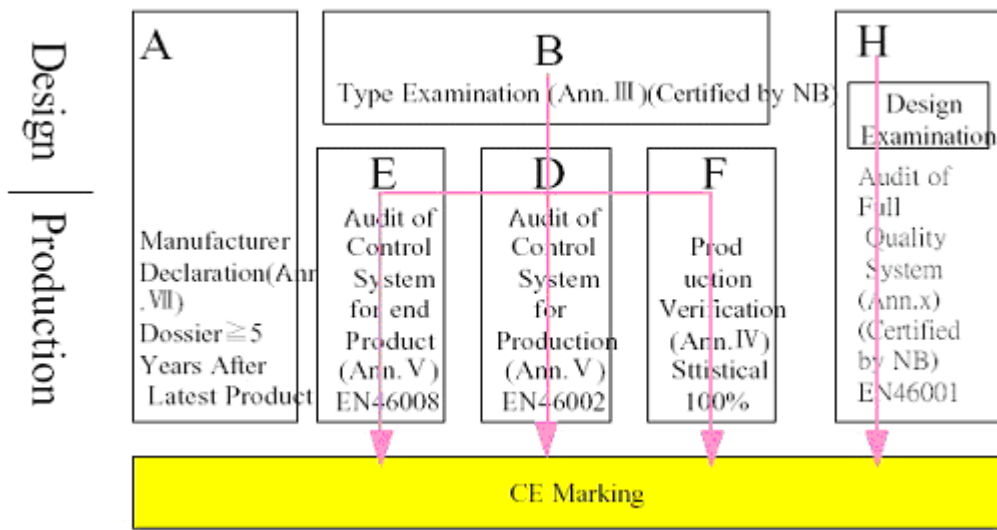 Design
Production
A
Manufacturer
Declaration(Ann
.Ⅶ)
Dossier≧5
Years After
Latest Product
B
Type Examination (Ann.Ⅲ)(Certified by NB)
E
Audit of
Control
System
for end
Product
(Ann.Ⅴ)
EN46008
D
Audit of
Control
System
for
Production
(Ann.Ⅴ)
EN46002
F
Prod
uction
Verification
(Ann.Ⅳ)
Sttistical
100%
H
Design
Examination
Audit of
Full
Quality
System
(Ann.x)
(Certified
by NB)
EN46001
CE Marking